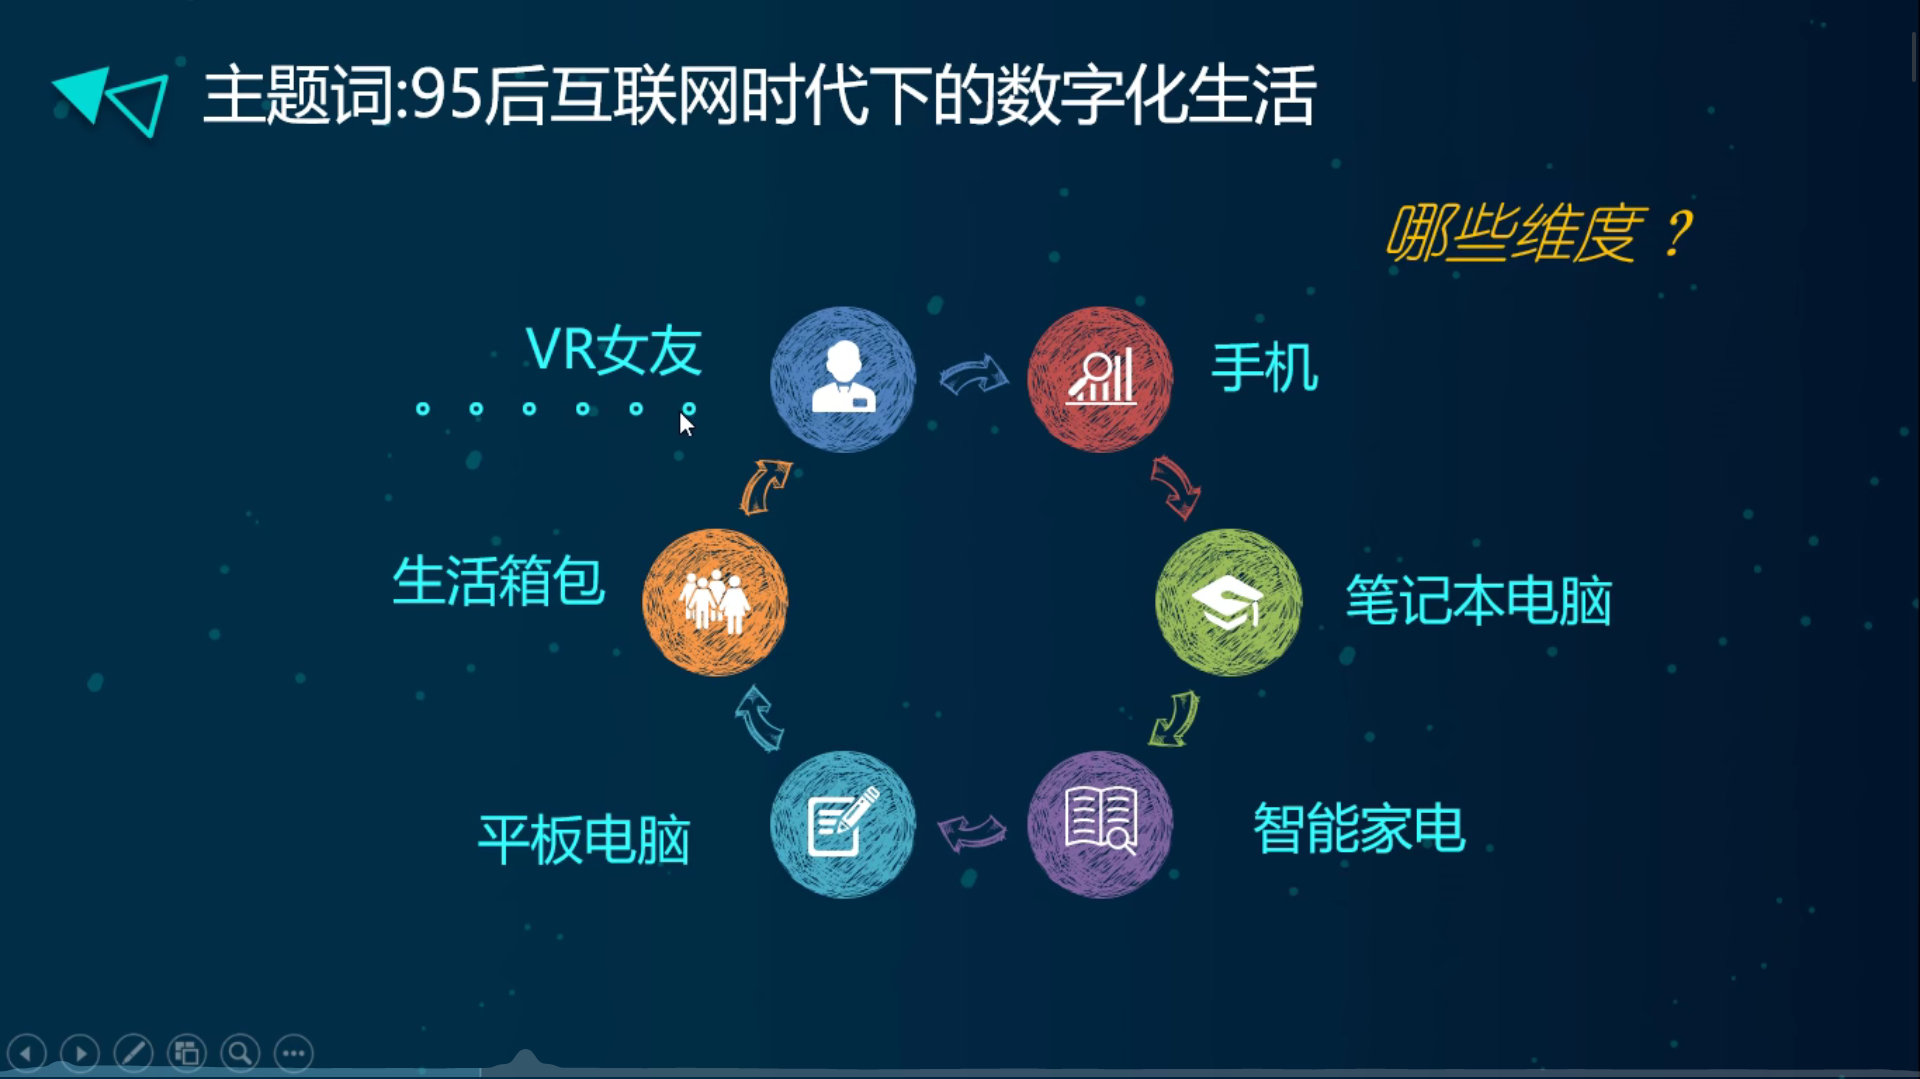 主题词:95后互联网时代下的数字化生活
哪些维度？
VR女友
。。。。。。
手机
生活箱包
笔记本电脑
平板电脑
智能家电